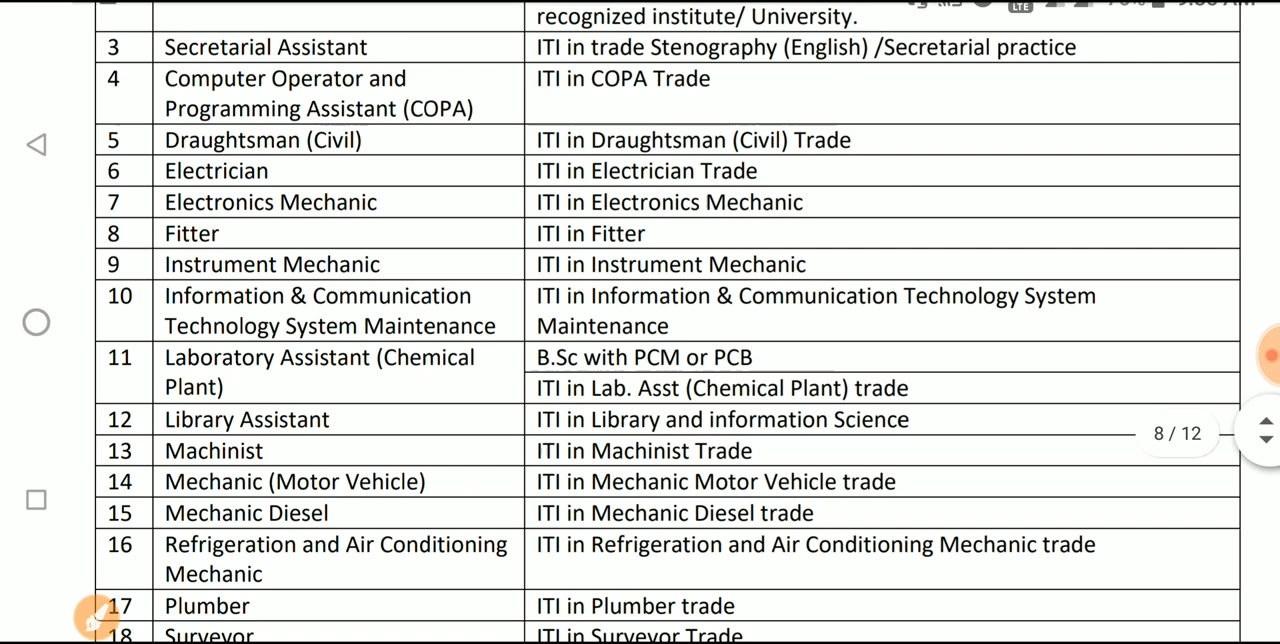 recognized institute/ University.
3 Secretarial Assistant ITI in trade Stenography (English) /Secretarial practice
4 Computer Operator and ITI in COPA Trade
Programming Assistant (COPA)
5 Draughtsman (Civil) ITI in Draughtsman (Civil) Trade
6 Electrician ITI in Electrician Trade
7 Electronics Mechanic ITI in Electronics Mechanic
8 Fitter ITI in Fitter
9 Instrument Mechanic ITI in Instrument Mechanic
10 Information & Communication ITI in Information & Communication Technology System
Technology System Maintenance Maintenance
11 Laboratory Assistant (Chemical B.Sc with PCM or PCB
Plant) ITI in Lab. Asst (Chemical Plant) trade
12 Library Assistant ITI in Library and information Science
8 / 12
13 Machinist ITI in Machinist Trade
14 Mechanic (Motor Vehicle) ITI in Mechanic Motor Vehicle trade
15 Mechanic Diesel ITI in Mechanic Diesel trade
16 Refrigeration and Air Conditioning ITI in Refrigeration and Air Conditioning Mechanic trade
Mechanic
17 Plumber ITI in Plumber trade
18 Surveyor ITI in Surveyor Trade
LTE